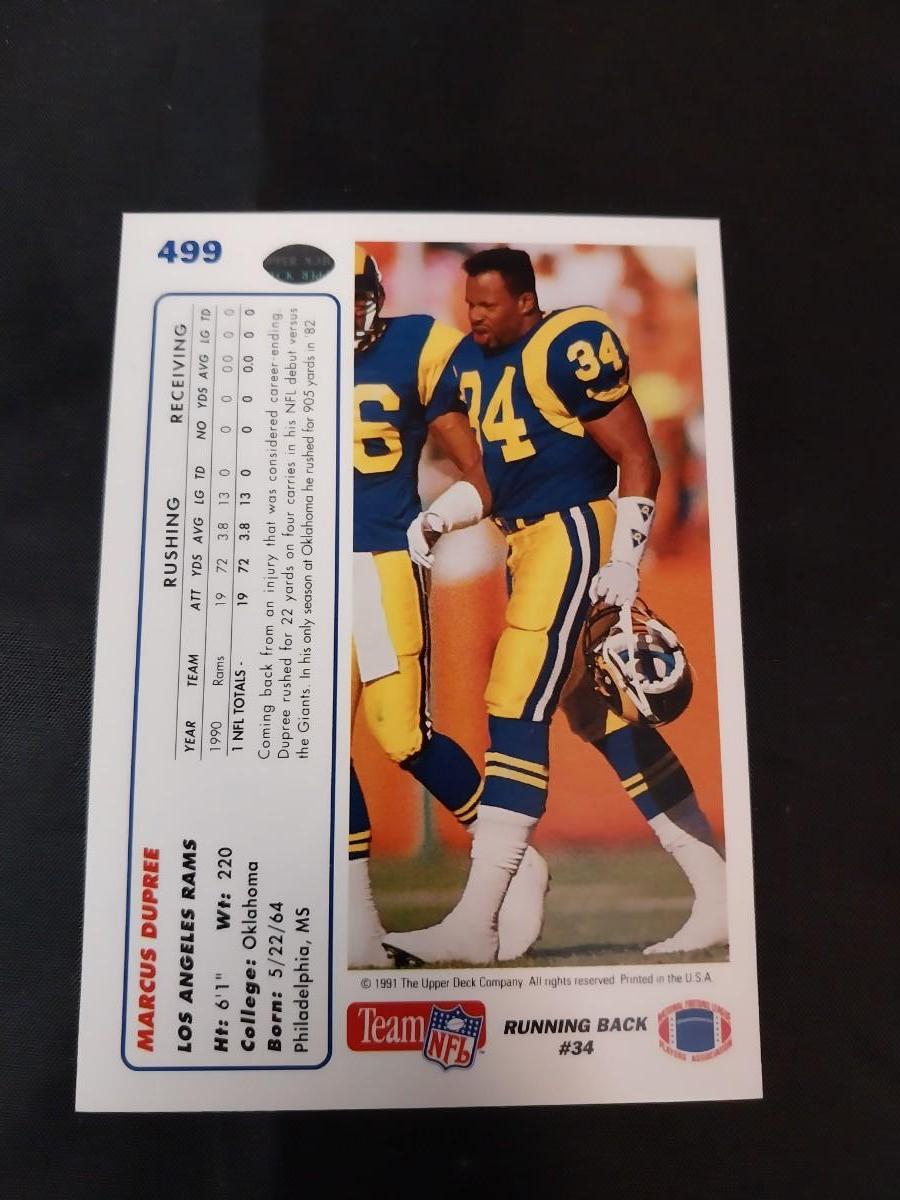 499
MARCUS DUPREE
LOS ANGELES RAMS
Ht: 6'1" Wt: 220
College: Oklahoma
Born: 5/22/64
Philadelphia, MS
RUSHING RECEIVING
YEAR TEAM ATT YDS AVG LG TD NO YDS AVG LG TD
1990 Rams 19 72 3.8 13 0 0 0 0.0 0 0
1 NFL TOTALS - 19 72 3.8 13 0 0 0 0.0 0 0
Coming back from an injury that was considered career-ending,
Dupree rushed for 22 yards on four carries in his NFL debut versus
the Giants. In his only season at Oklahoma he rushed for 905 yards in '82
6
34
34
© 1991 The Upper Deck Company. All rights reserved. Printed in the U.S.A.
Team NFL
RUNNING BACK
#34
NATIONAL FOOTBALL LEAGUE
PLAYERS ASSOCIATION